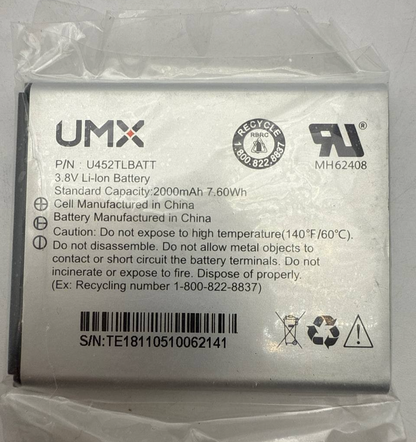 UMX
RECYCLE
RBRC
1.800.822.8837
®
MH62408
P/N : U452TLBATT
3.8V Li-Ion Battery
Standard Capacity:2000mAh 7.60Wh
Cell Manufactured in China
Battery Manufactured in China
Caution: Do not expose to high temperature(140°F/60°C).
Do not disassemble. Do not allow metal objects to
contact or short circuit the battery terminals. Do not
incinerate or expose to fire. Dispose of properly.
(Ex: Recycling number 1-800-822-8837)
S/N:TE18110510062141